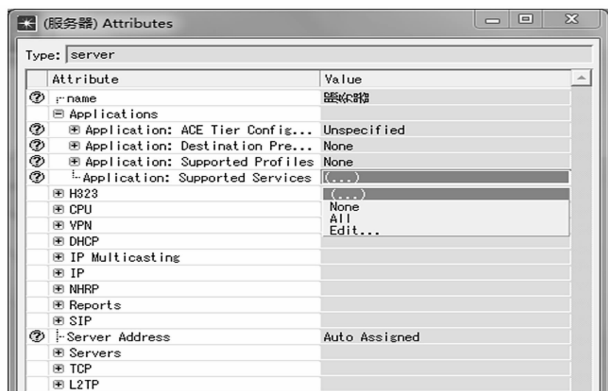 (服务器) Attributes
Type: server
Attribute Value
name
Applications
Application: ACE Tier Config... Unspecified
Application: Destination Pre... None
Application: Supported Profiles None
Application: Supported Services (...)
H323 (...)
CPU None
All
VPN Edit...
DHCP
IP Multicasting
IP
NHRP
Reports
SIP
Server Address Auto Assigned
Servers
TCP
L2TP